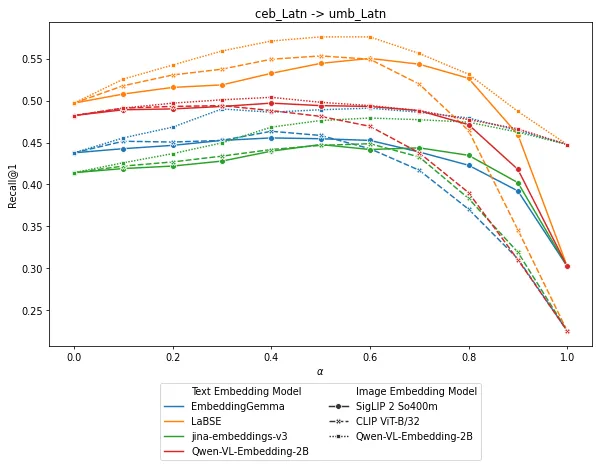 ceb_Latn -> umb_Latn
Recall@1
0.55
0.50
0.45
0.40
0.35
0.30
0.25
0.0
0.2
0.4
0.6
0.8
1.0
α
Text Embedding Model
EmbeddingGemma
LaBSE
jina-embeddings-v3
Qwen-VL-Embedding-2B
Image Embedding Model
SigLIP 2 So400m
CLIP ViT-B/32
Qwen-VL-Embedding-2B